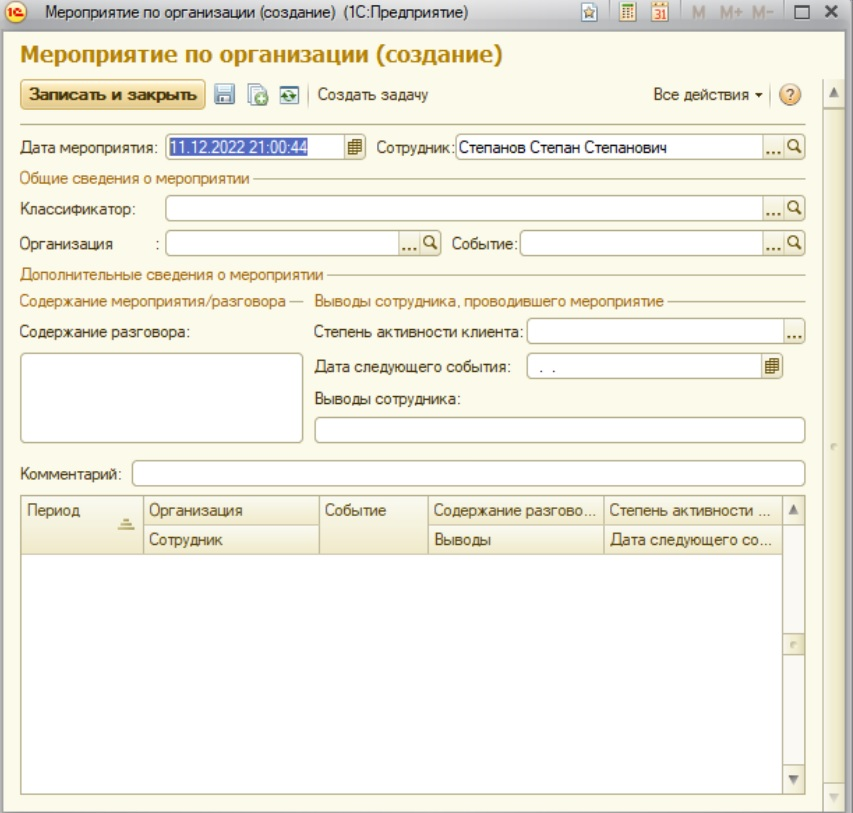 1С Мероприятие по организации (создание) (1С:Предприятие) 31 M M+ M-
Мероприятие по организации (создание)
Записать и закрыть Создать задачу Все действия ?
Дата мероприятия: 11.12.2022 21:00:44 Сотрудник: Степанов Степан Степанович ...
Общие сведения о мероприятии
Классификатор: ...
Организация : ... Событие: ...
Дополнительные сведения о мероприятии
Содержание мероприятия/разговора Выводы сотрудника, проводившего мероприятие
Содержание разговора: Степень активности клиента: ...
Дата следующего события: . .
Выводы сотрудника:
Комментарий:
Период Организация Событие Содержание разгово... Степень активности ...
Сотрудник Выводы Дата следующего со...